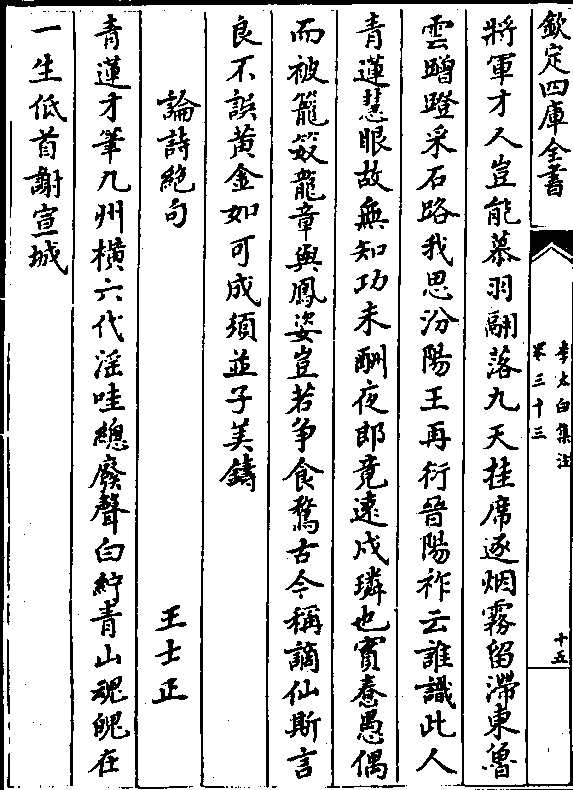 欽定四庫全書
李太白集注
卷三十三
十五
將軍才人豈能慕羽翮落九天挂席逐烟霧留滯東魯
雲蹭蹬采石路我思汾陽王再衍晉陽祚云誰識此人
青蓮慧眼故無知功未酬夜郎竟遠戍璘也實憃愚偶
而被籠笯龍章與鳳姿豈若爭食鶩古今稱謫仙斯言
良不誤黄金如可成須並子美鑄
論詩絶句
王士正
青蓮才筆九州横六代淫哇總廢聲白紵青山魂魄在
一生低首謝宣城